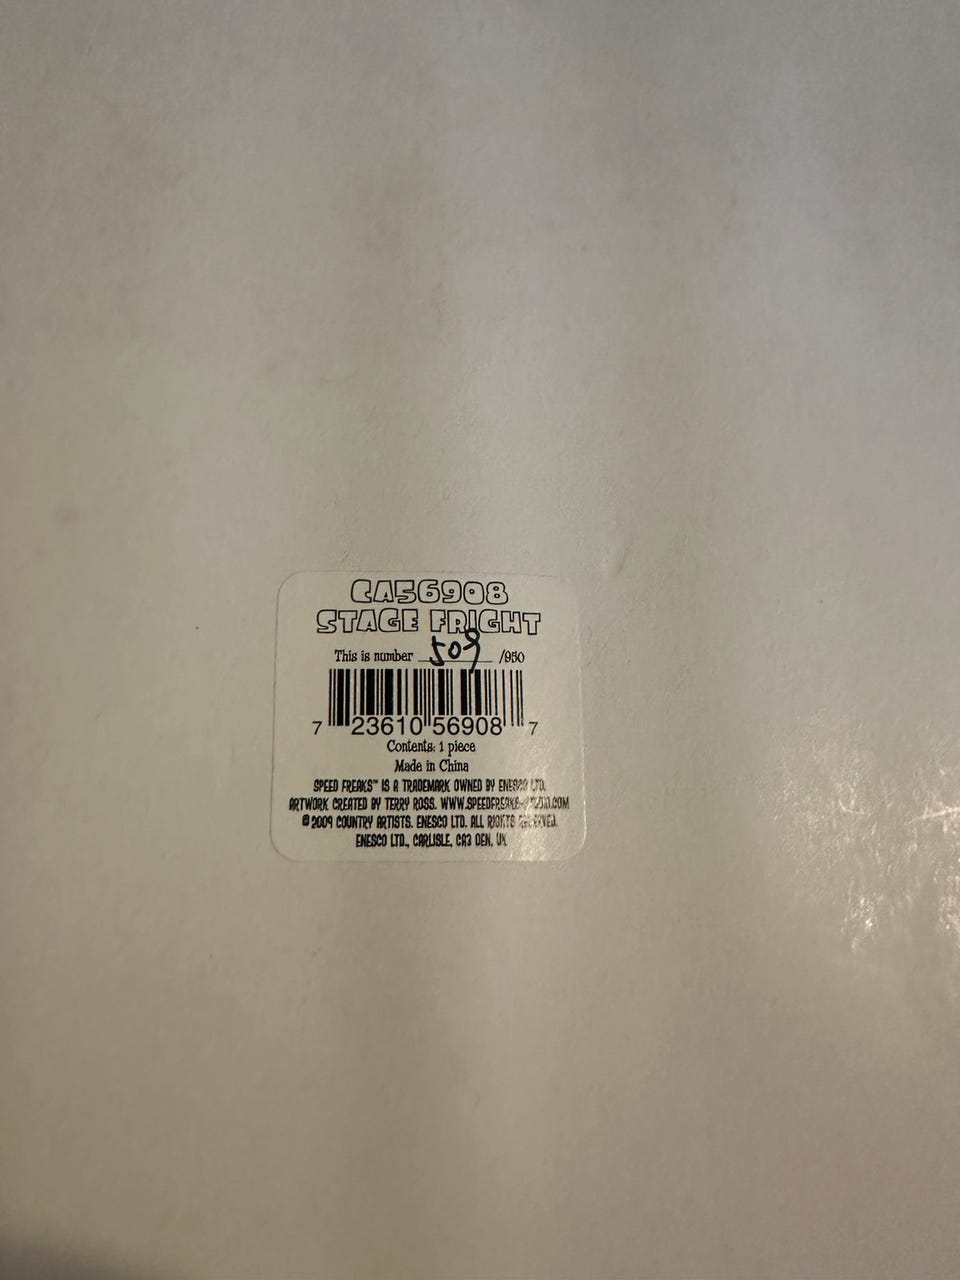 CA56908
STAGE FRIGHT
This is number 509 /950
7 23610 56908 7
Contents: 1 piece
Made in China
SPEED FREAKS™ IS A TRADEMARK OWNED BY ENESCO LTD.
ARTWORK CREATED BY TERRY ROSS.
© 2009 COUNTRY ARTISTS. ENESCO LTD. ALL RIGHTS RESERVED.
ENESCO LTD., CARLISLE, CA3 0EN, UK